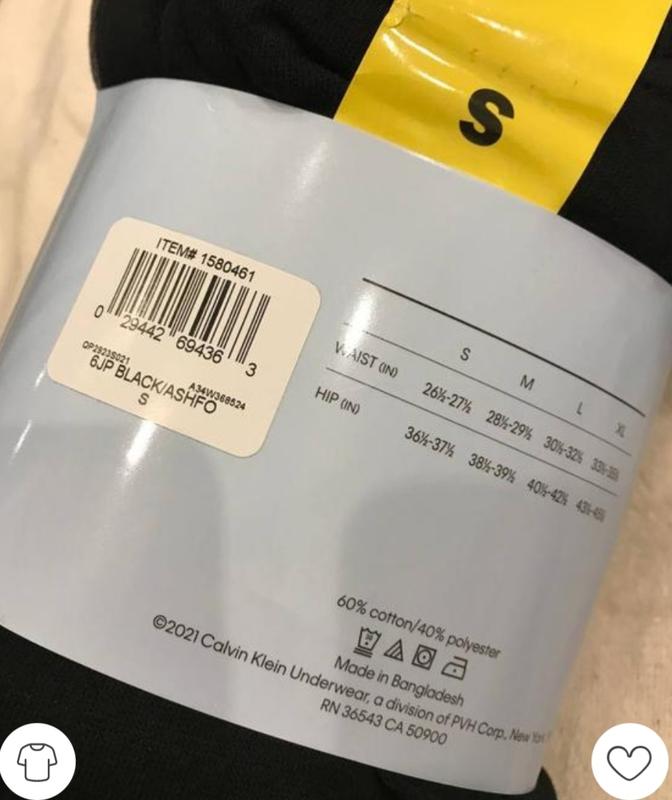 S
ITEM# 1580461
0 29442 69436 3
QP2923S021
A34W368524
6JP BLACK/ASHFO
S
S M L XL
WAIST (IN) 26½-27½ 28½-29½ 30½-32½
HIP (IN) 36½-37½ 38½-39½ 40½-42½
60% cotton/40% polyester
Made in Bangladesh
©2021 Calvin Klein Underwear, a division of PVH Corp., New York
RN 36543 CA 50900